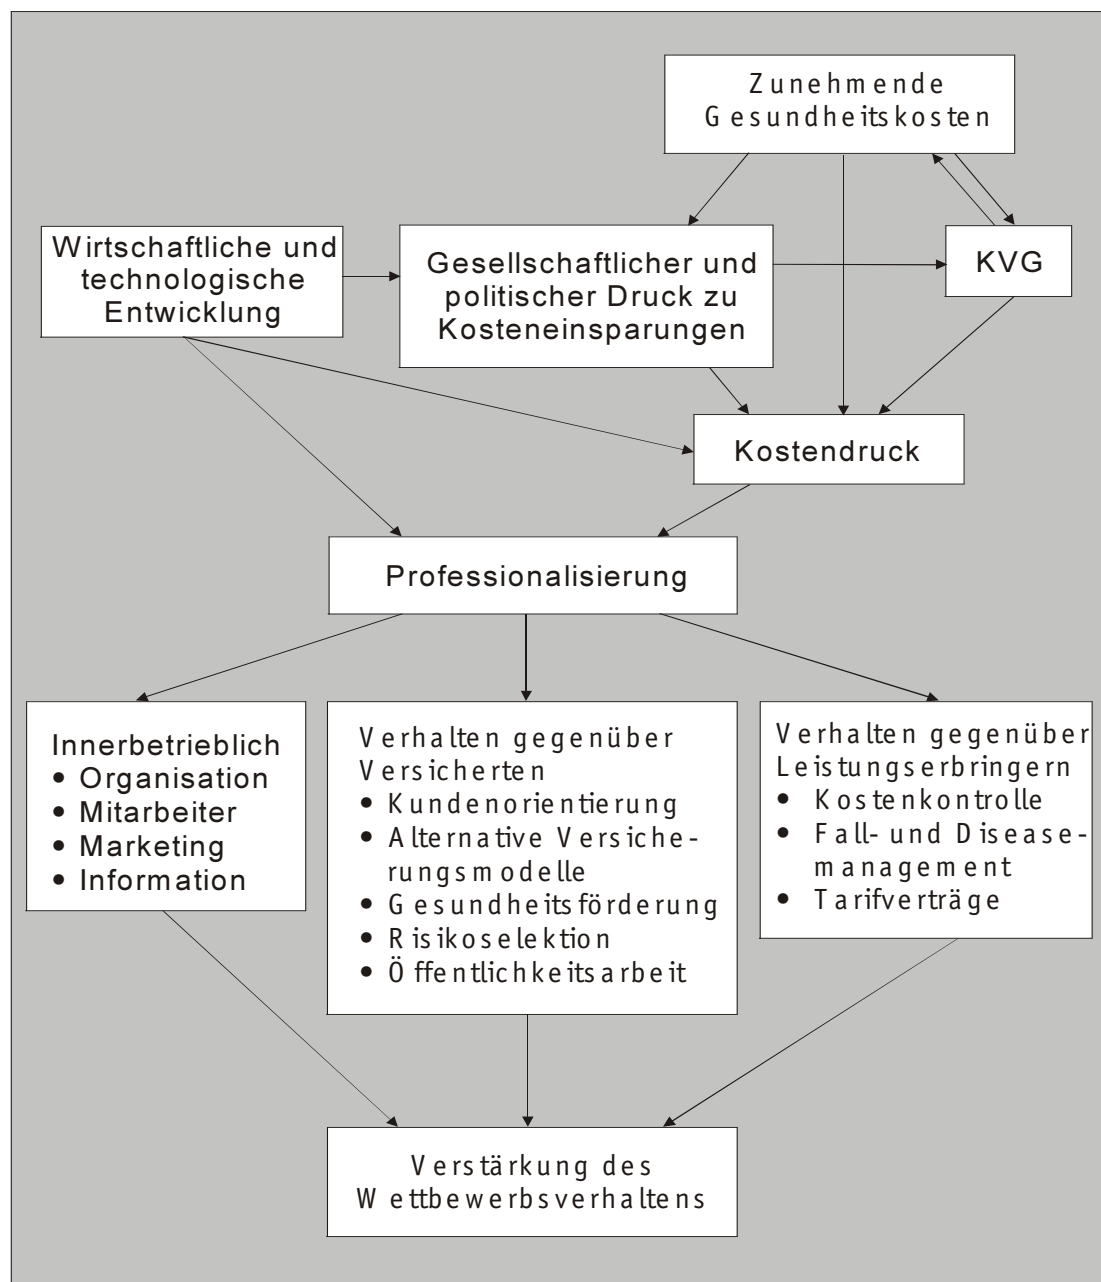 Zunehmende
Gesundheitskosten
Wirtschaftliche und
technologische
Entwicklung
Gesellschaftlicher und
politischer Druck zu
Kosteneinsparungen
KVG
Kostendruck
Professionalisierung
Innerbetrieblich
• Organisation
• Mitarbeiter
• Marketing
• Information
Verhalten gegenüber
Versicherten
• Kundenorientierung
• Alternative Versiche-
rungsmodelle
• Gesundheitsförderung
• Risikoselektion
• Öffentlichkeitsarbeit
Verhalten gegenüber
Leistungserbringern
• Kostenkontrolle
• Fall- und Disease-
management
• Tarifverträge
Verstärkung des
Wettbewerbsverhaltens